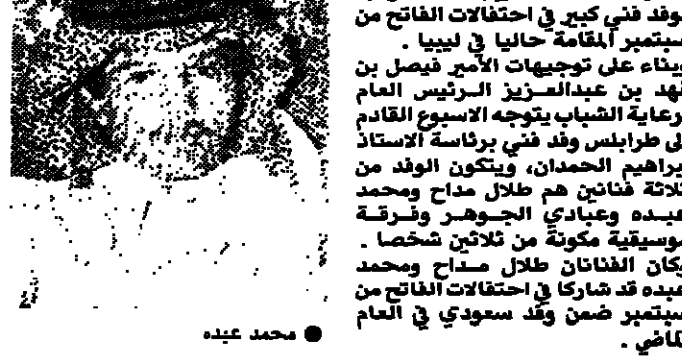 بوفد فني كبير في احتفالات الفاتح من
سبتمبر المقامة حاليا في ليبيا .
وبناء على توجيهات الامير فيصل بن
فهد بن عبدالعزيز الرئيس العام
لرعاية الشباب يتوجه الاسبوع القادم
الى طرابلس وفد فني برئاسة الاستاذ
ابراهيم الحمدان، ويتكون الوفد من
ثلاثة فنانين هم طلال مداح ومحمد
عبده وعبادي الجوهر وفرقة
موسيقية مكونة من ثلاثين شخصا .
وكان الفنانان طلال مداح ومحمد
عبده قد شاركا في احتفالات الفاتح من
سبتمبر ضمن وفد سعودي في العام
الماضي .
محمد عبده